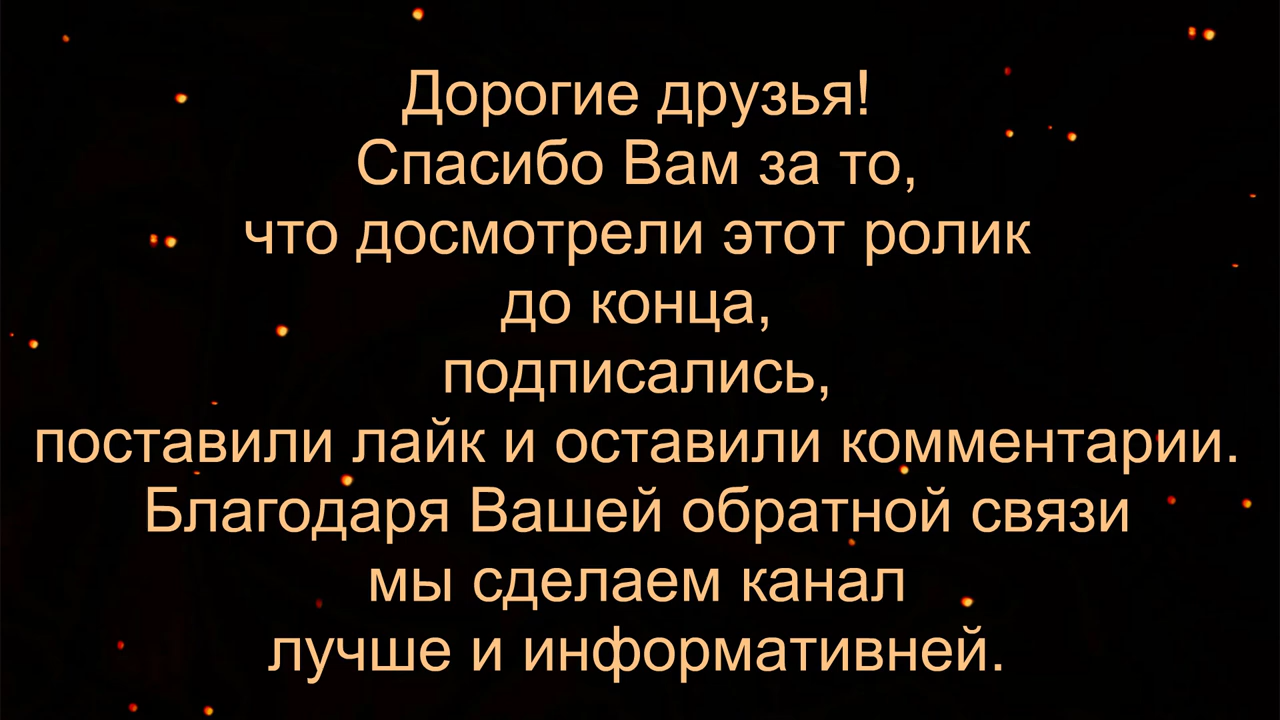 Дорогие друзья!
Спасибо Вам за то,
что досмотрели этот ролик
до конца,
подписались,
поставили лайк и оставили комментарии.
Благодаря Вашей обратной связи
мы сделаем канал
лучше и информативней.